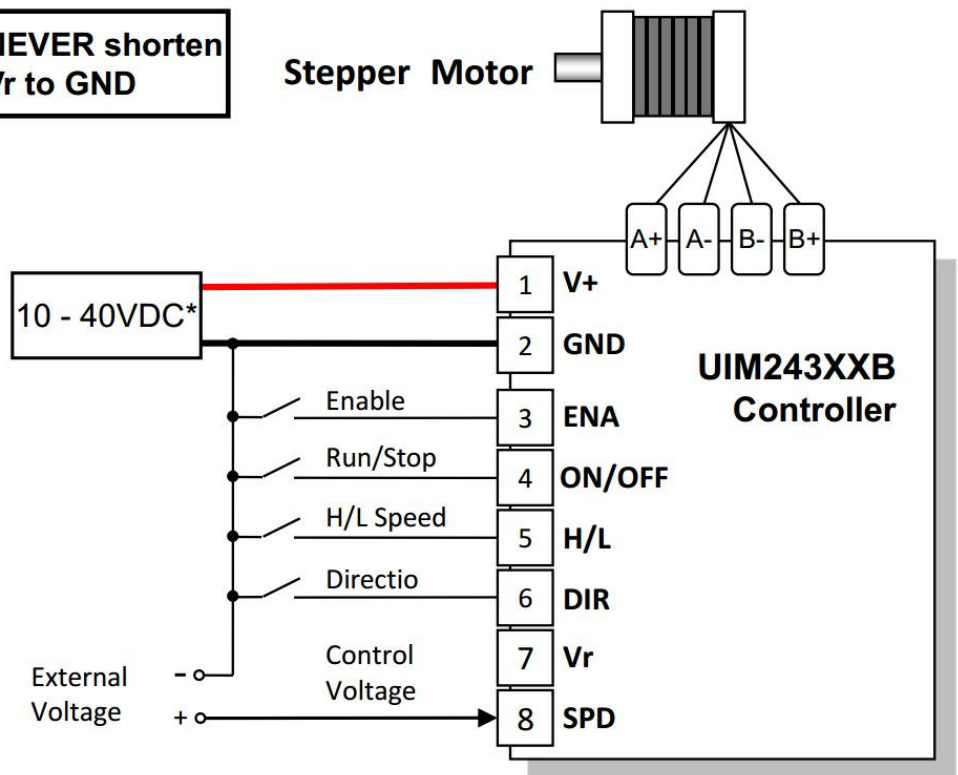 NEVER shorten
Vr to GND
Stepper Motor
A+ A- B- B+
10 - 40VDC*
1 V+
2 GND
UIM243XXB
Controller
Enable
3 ENA
Run/Stop
4 ON/OFF
H/L Speed
5 H/L
Directio
6 DIR
7 Vr
Control
Voltage
External
Voltage
-
+
8 SPD